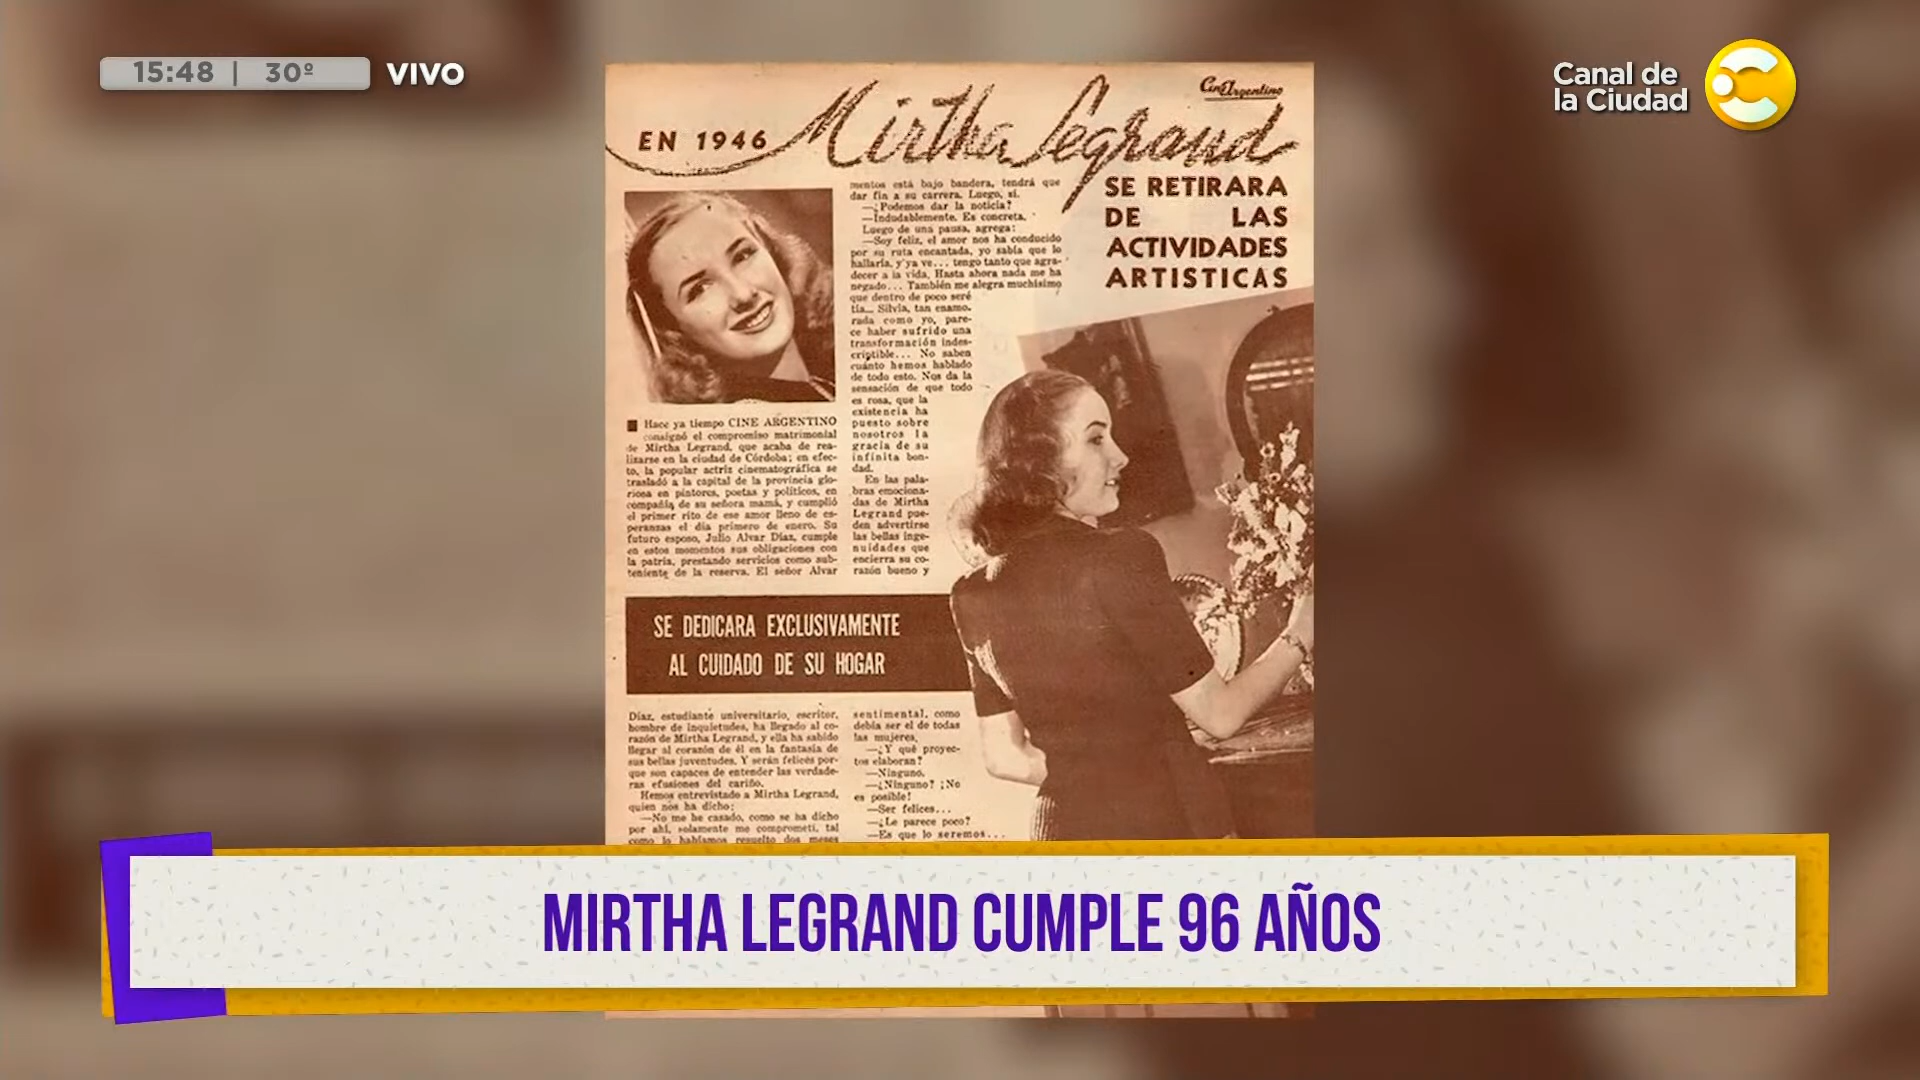 15:48 | 30º VIVO
Canal de
la Ciudad
Cine Argentino
EN 1946 Mirtha Legrand
SE RETIRARA
DE LAS
ACTIVIDADES
ARTISTICAS
■ Hace ya tiempo CINE ARGENTINO
consignó el compromiso matrimonial
de Mirtha Legrand, que acaba de rea-
lizarse en la ciudad de Córdoba; en efec-
to, la popular actriz cinematográfica se
trasladó a la capital de la provincia glo-
riosa en pintores, poetas y políticos, en
compañía de su señora mamá, y cumplió
el primer rito de ese amor lleno de es-
peranzas el día primero de enero. Su
futuro esposo, Julio Alvar Díaz, cumple
en estos momentos sus obligaciones con
la patria, prestando servicios como sub-
teniente de la reserva. El señor Alvar
mentos está bajo bandera, tendrá que
dar fin a su carrera. Luego, sí.
—¿Podemos dar la noticia?
—Indudablemente. Es concreta.
Luego de una pausa, agrega:
—Soy feliz, el amor nos ha conducido
por su ruta encantada, yo sabía que lo
hallaría, y ya ve... tengo tanto que agra-
decer a la vida. Hasta ahora nada me ha
negado... También me alegra muchísimo
que dentro de poco seré
tía... Silvia, tan enamo-
rada como yo, pare-
ce haber sufrido una
transformación indes-
criptible... No saben
cuánto hemos hablado
de todo esto. Nos da la
sensación de que todo
es rosa, que la
existencia ha
puesto sobre
nosotros la
gracia de su
infinita bon-
dad.
En las pala-
bras emociona-
das de Mirtha
Legrand pue-
den advertirse
las bellas inge-
nuidades que
encierra su co-
razón bueno y
SE DEDICARA EXCLUSIVAMENTE
AL CUIDADO DE SU HOGAR
Díaz, estudiante universitario, escritor,
hombre de inquietudes, ha llegado al co-
razón de Mirtha Legrand, y ella ha sabido
llegar al corazón de él en la fantasía de
sus bellas juventudes. Y serán felices por-
que son capaces de entender las verdade-
ras efusiones del cariño.
Hemos entrevistado a Mirtha Legrand,
quien nos ha dicho:
—No me he casado, como se ha dicho
por ahí, solamente me comprometí, tal
como lo habíamos resuelto dos meses
sentimental, como
debía ser el de todas
las mujeres.
—¿Y qué proyec-
tos elaboran?
—Ninguno.
—¿Ninguno? ¡No
es posible!
—Ser felices...
—¿Le parece poco?
—Es que lo seremos...
MIRTHA LEGRAND CUMPLE 96 AÑOS